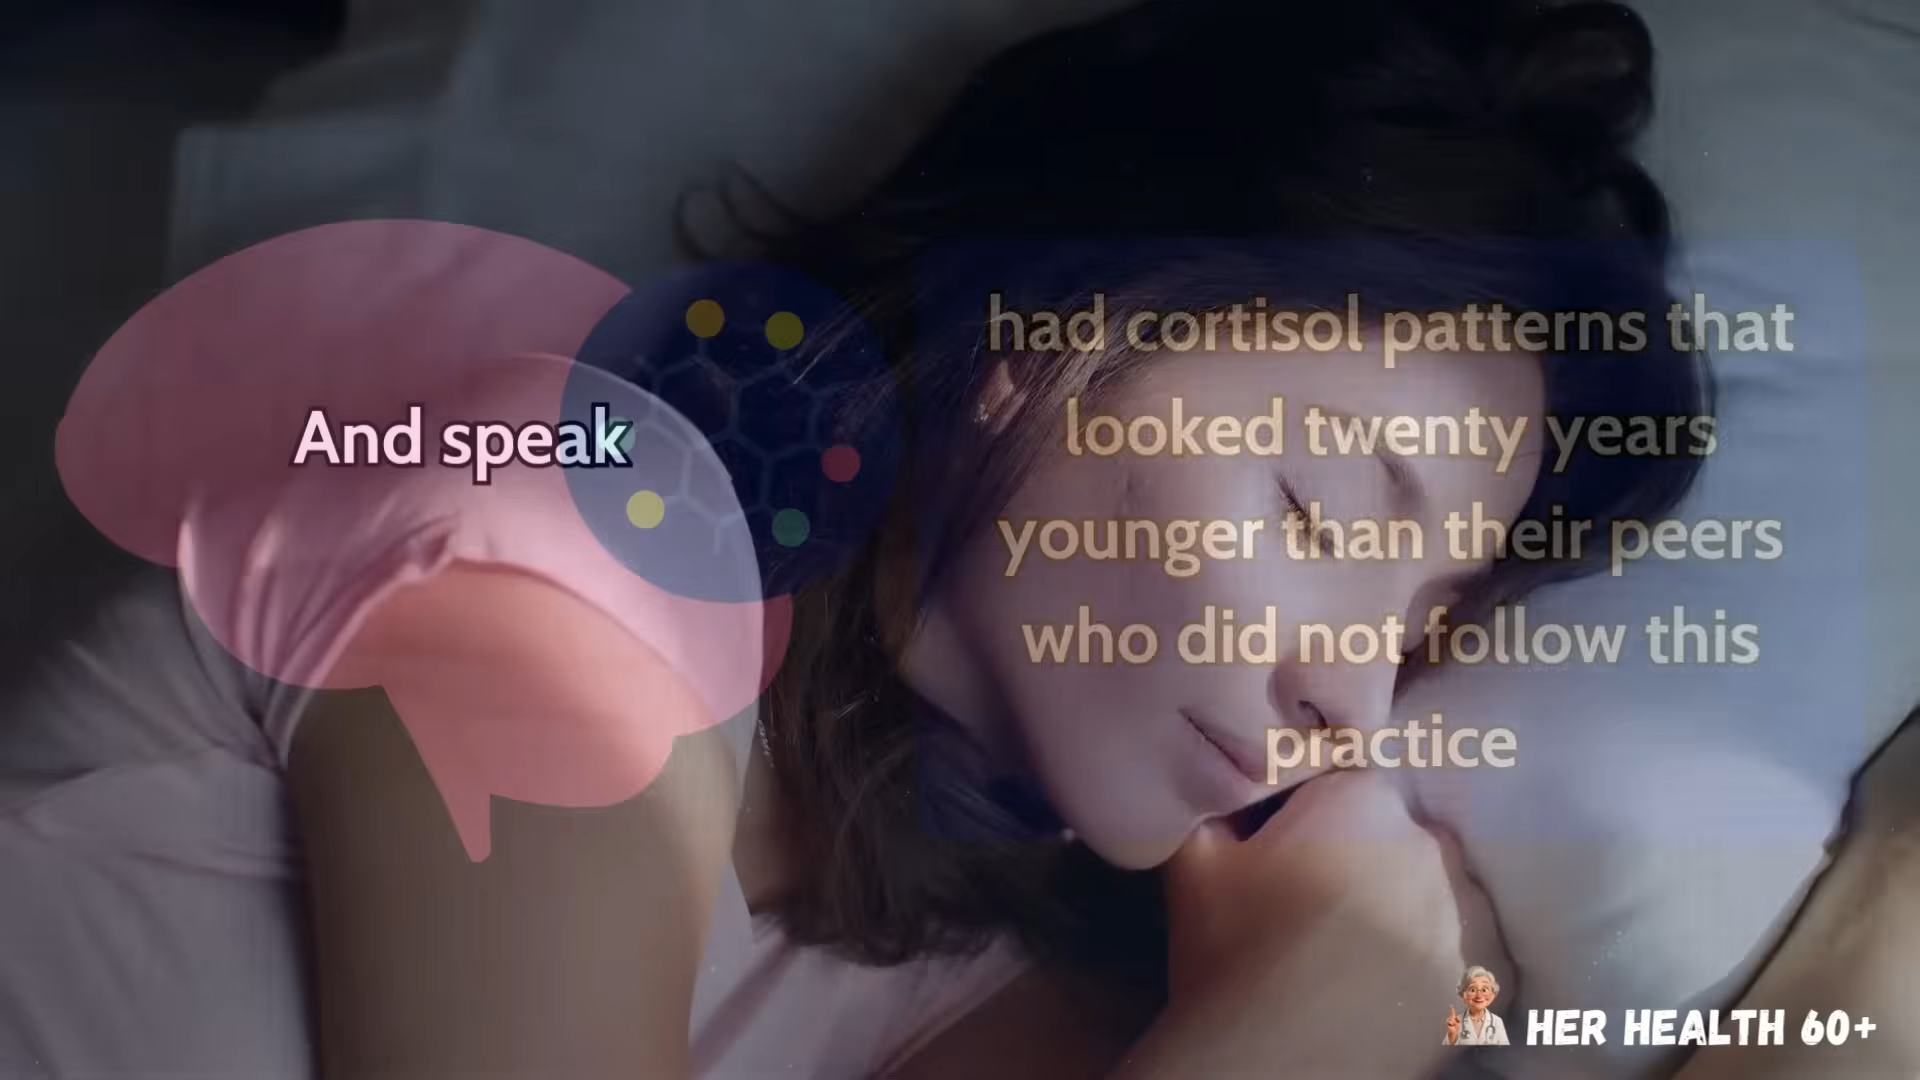 And speak
had cortisol patterns that
looked twenty years
younger than their peers
who did not follow this
practice
HER HEALTH 60+